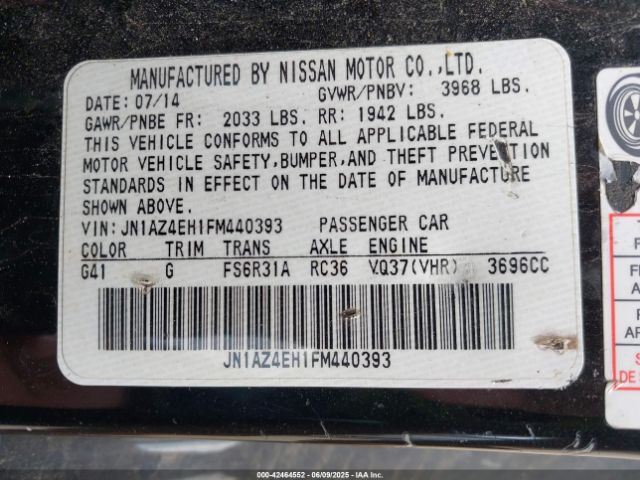 MANUFACTURED BY NISSAN MOTOR CO.,LTD.
DATE: 07/14 GVWR/PNBV: 3968 LBS.
GAWR/PNBE FR: 2033 LBS. RR: 1942 LBS.
THIS VEHICLE CONFORMS TO ALL APPLICABLE FEDERAL
MOTOR VEHICLE SAFETY,BUMPER,AND THEFT PREVENTION
STANDARDS IN EFFECT ON THE DATE OF MANUFACTURE
SHOWN ABOVE.
VIN: JN1AZ4EH1FM440393 PASSENGER CAR
COLOR TRIM TRANS AXLE ENGINE
G41 G FS6R31A RC36 VQ37(VHR) 3696CC
JN1AZ4EH1FM440393
DE
000-42464552 06/09/2025 IAAI.COM